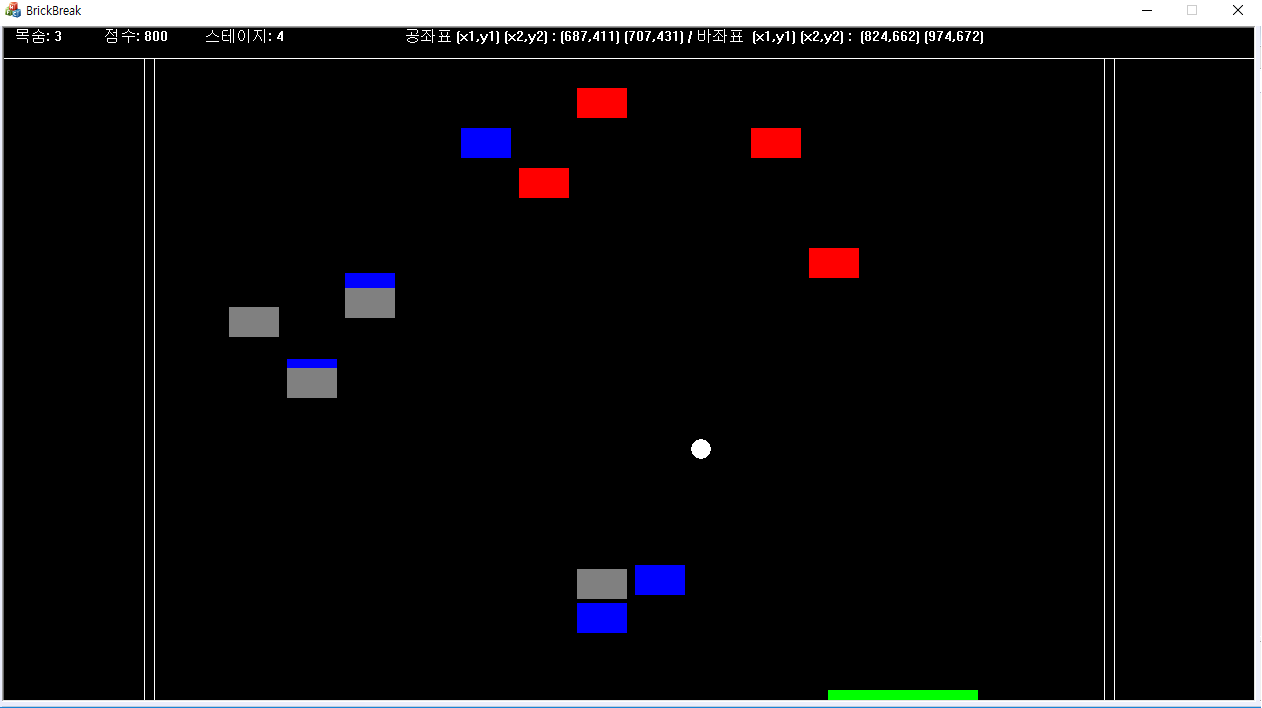 BrickBreak
목숨: 3 점수: 800 스테이지: 4 공좌표 (x1,y1) (x2,y2) : (687,411) (707,431) / 바좌표 (x1,y1) (x2,y2) : (824,662) (974,672)